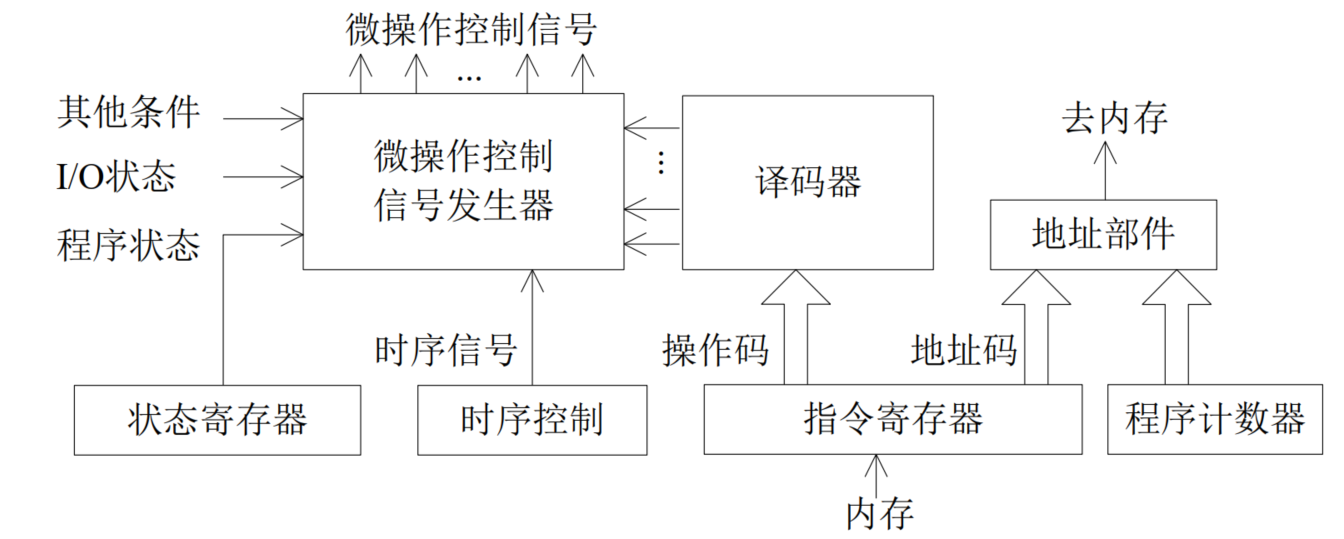 微操作控制信号
...
其他条件
I/O状态
程序状态
微操作控制
信号发生器
...
译码器
去内存
地址部件
时序信号
操作码
地址码
状态寄存器
时序控制
指令寄存器
程序计数器
内存